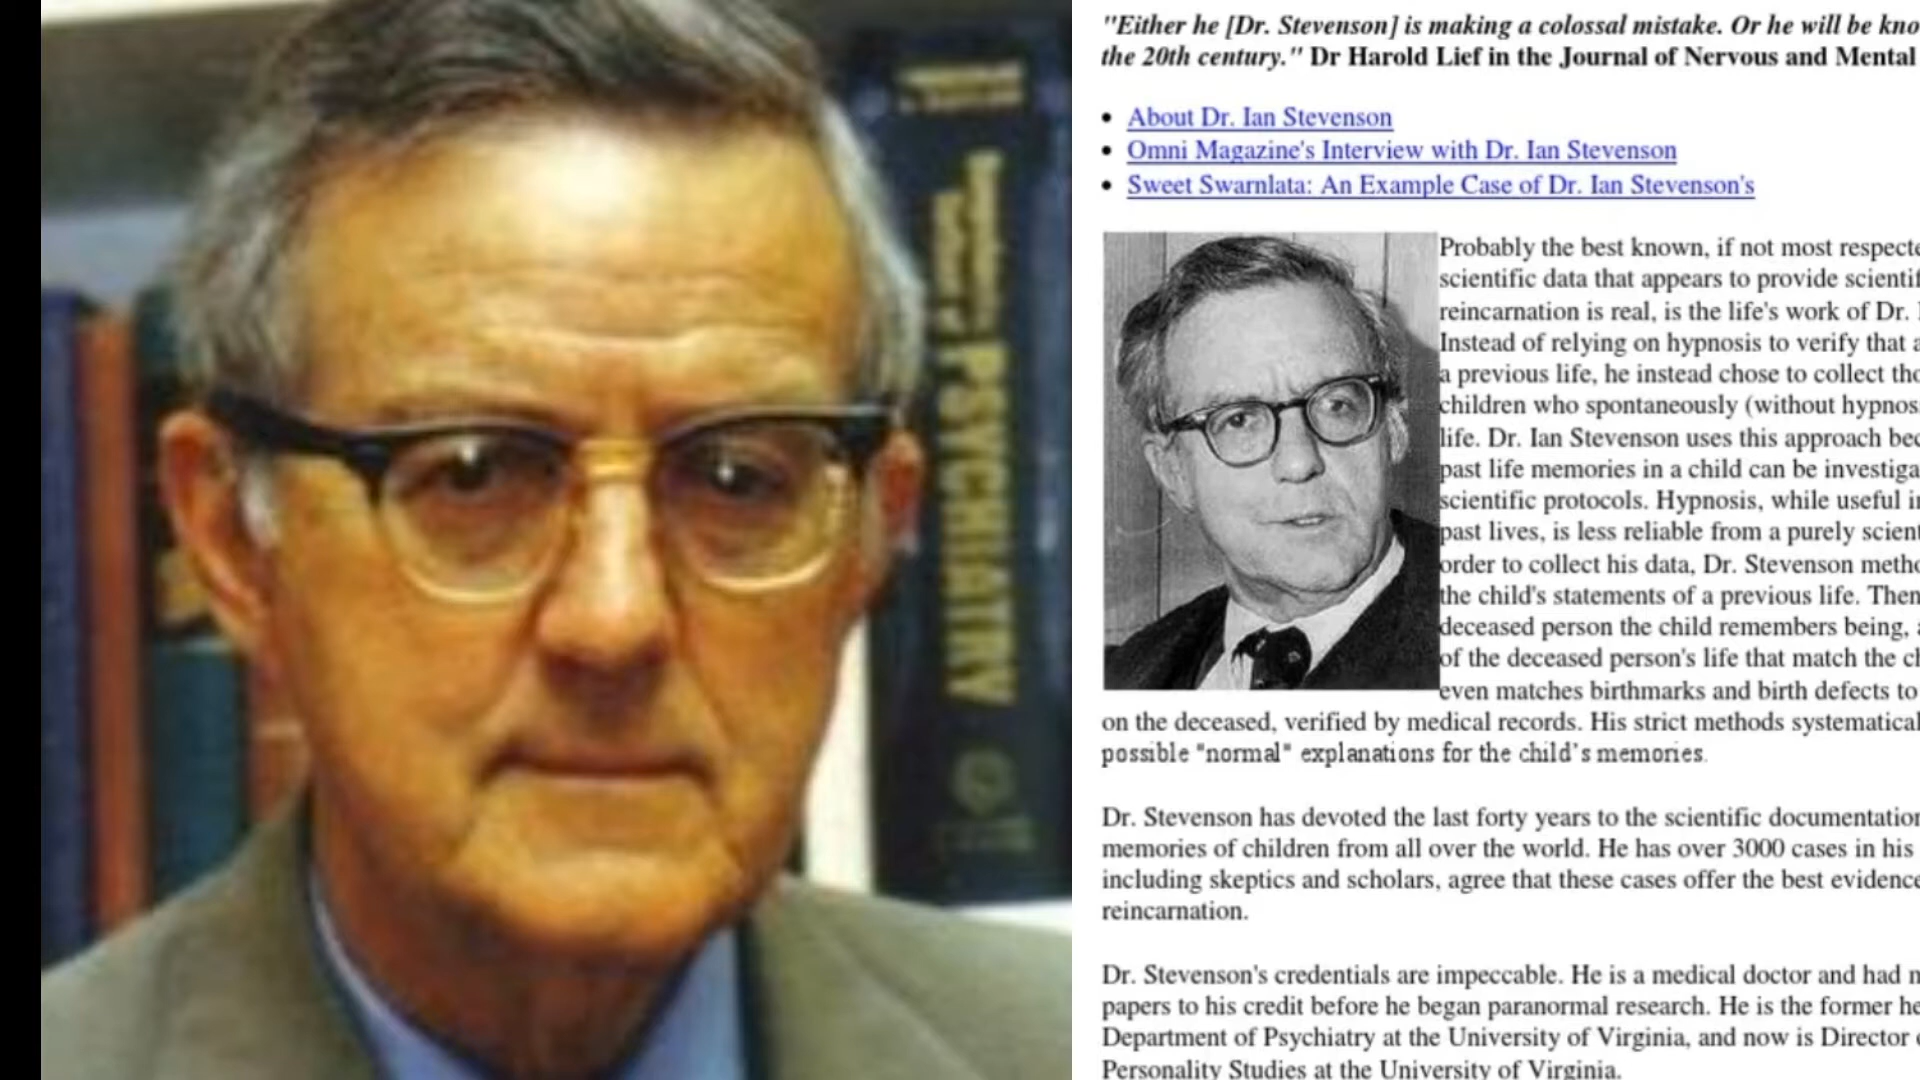 PSYCHIATRY
"Either he [Dr. Stevenson] is making a colossal mistake. Or he will be kno
the 20th century." Dr Harold Lief in the Journal of Nervous and Mental
About Dr. Ian Stevenson
Omni Magazine's Interview with Dr. Ian Stevenson
Sweet Swarnlata: An Example Case of Dr. Ian Stevenson's
Probably the best known, if not most respecte
scientific data that appears to provide scientif
reincarnation is real, is the life's work of Dr.
Instead of relying on hypnosis to verify that a
a previous life, he instead chose to collect tho
children who spontaneously (without hypnos
life. Dr. Ian Stevenson uses this approach bec
past life memories in a child can be investiga
scientific protocols. Hypnosis, while useful i
past lives, is less reliable from a purely scient
order to collect his data, Dr. Stevenson metho
the child's statements of a previous life. Then
deceased person the child remembers being,
of the deceased person's life that match the c
even matches birthmarks and birth defects to
on the deceased, verified by medical records. His strict methods systematical
possible "normal" explanations for the child's memories.
Dr. Stevenson has devoted the last forty years to the scientific documentation
memories of children from all over the world. He has over 3000 cases in his
including skeptics and scholars, agree that these cases offer the best evidence
reincarnation.
Dr. Stevenson's credentials are impeccable. He is a medical doctor and had
papers to his credit before he began paranormal research. He is the former he
Department of Psychiatry at the University of Virginia, and now is Director
Personality Studies at the University of Virginia.